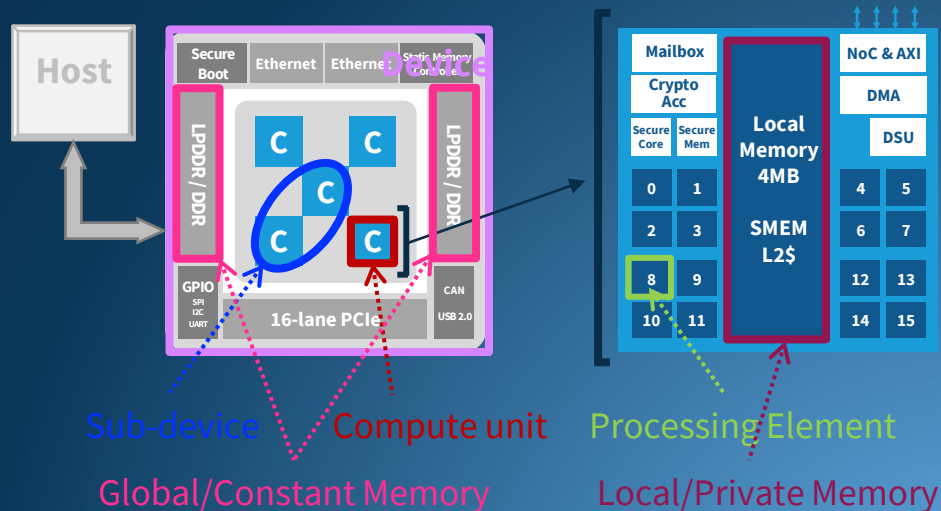 Host
Secure
Boot
Ethernet
Ethernet
Static Memory
Controller
Device
LPDDR / DDR
LPDDR / DDR
C
C
C
C
C
GPIO
SPI
I2C
UART
16-lane PCIe
CAN
USB 2.0
Mailbox
Crypto
Acc
Secure
Core
Secure
Mem
Local
Memory
4MB
SMEM
L2$
NoC & AXI
DMA
DSU
0
1
2
3
8
9
10
11
4
5
6
7
12
13
14
15
Sub-device
Compute unit
Processing Element
Global/Constant Memory
Local/Private Memory